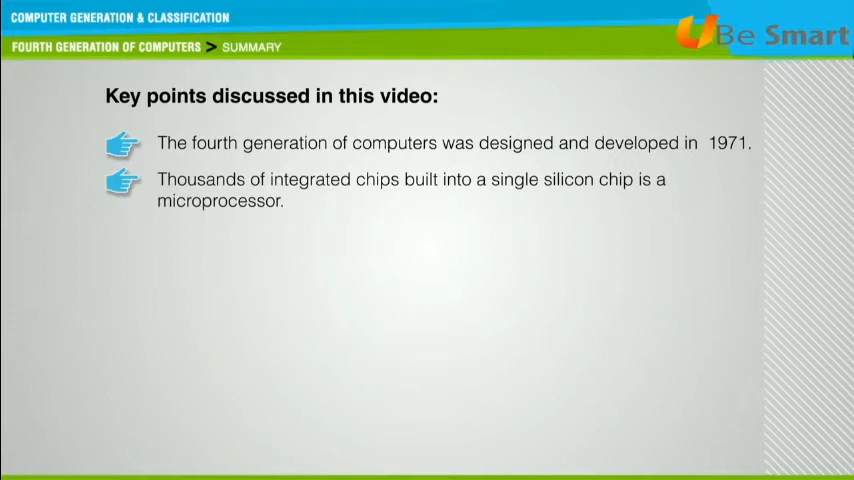 COMPUTER GENERATION & CLASSIFICATION
FOURTH GENERATION OF COMPUTERS > SUMMARY
UBe Smart
Key points discussed in this video:
The fourth generation of computers was designed and developed in 1971.
Thousands of integrated chips built into a single silicon chip is a
microprocessor.